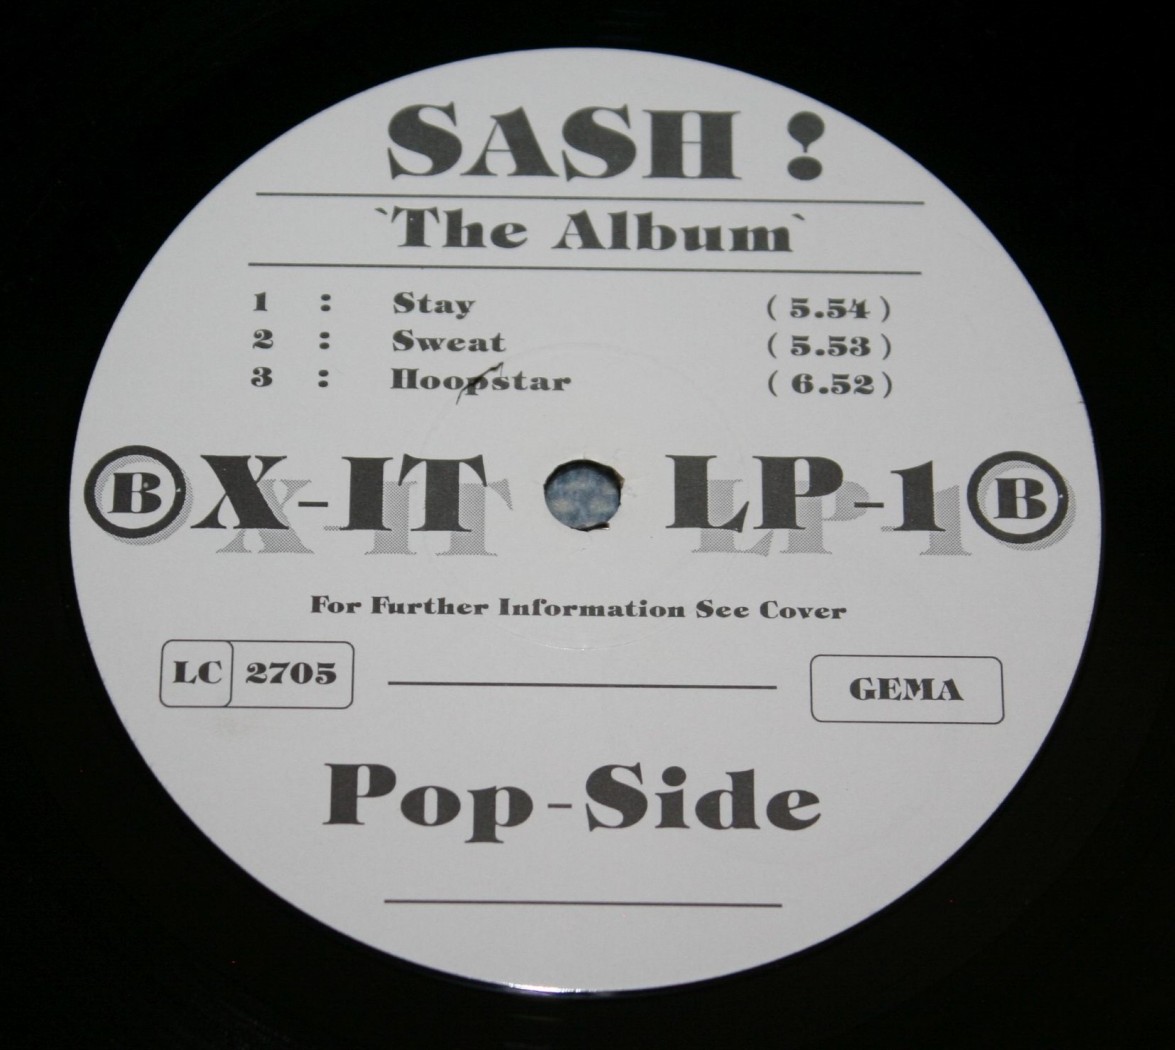 SASH !
`The Album`
1 : Stay ( 5.54 )
2 : Sweat ( 5.53 )
3 : Hoopstar ( 6.52 )
B X-IT LP-1 B
For Further Information See Cover
LC 2705 GEMA
Pop-Side